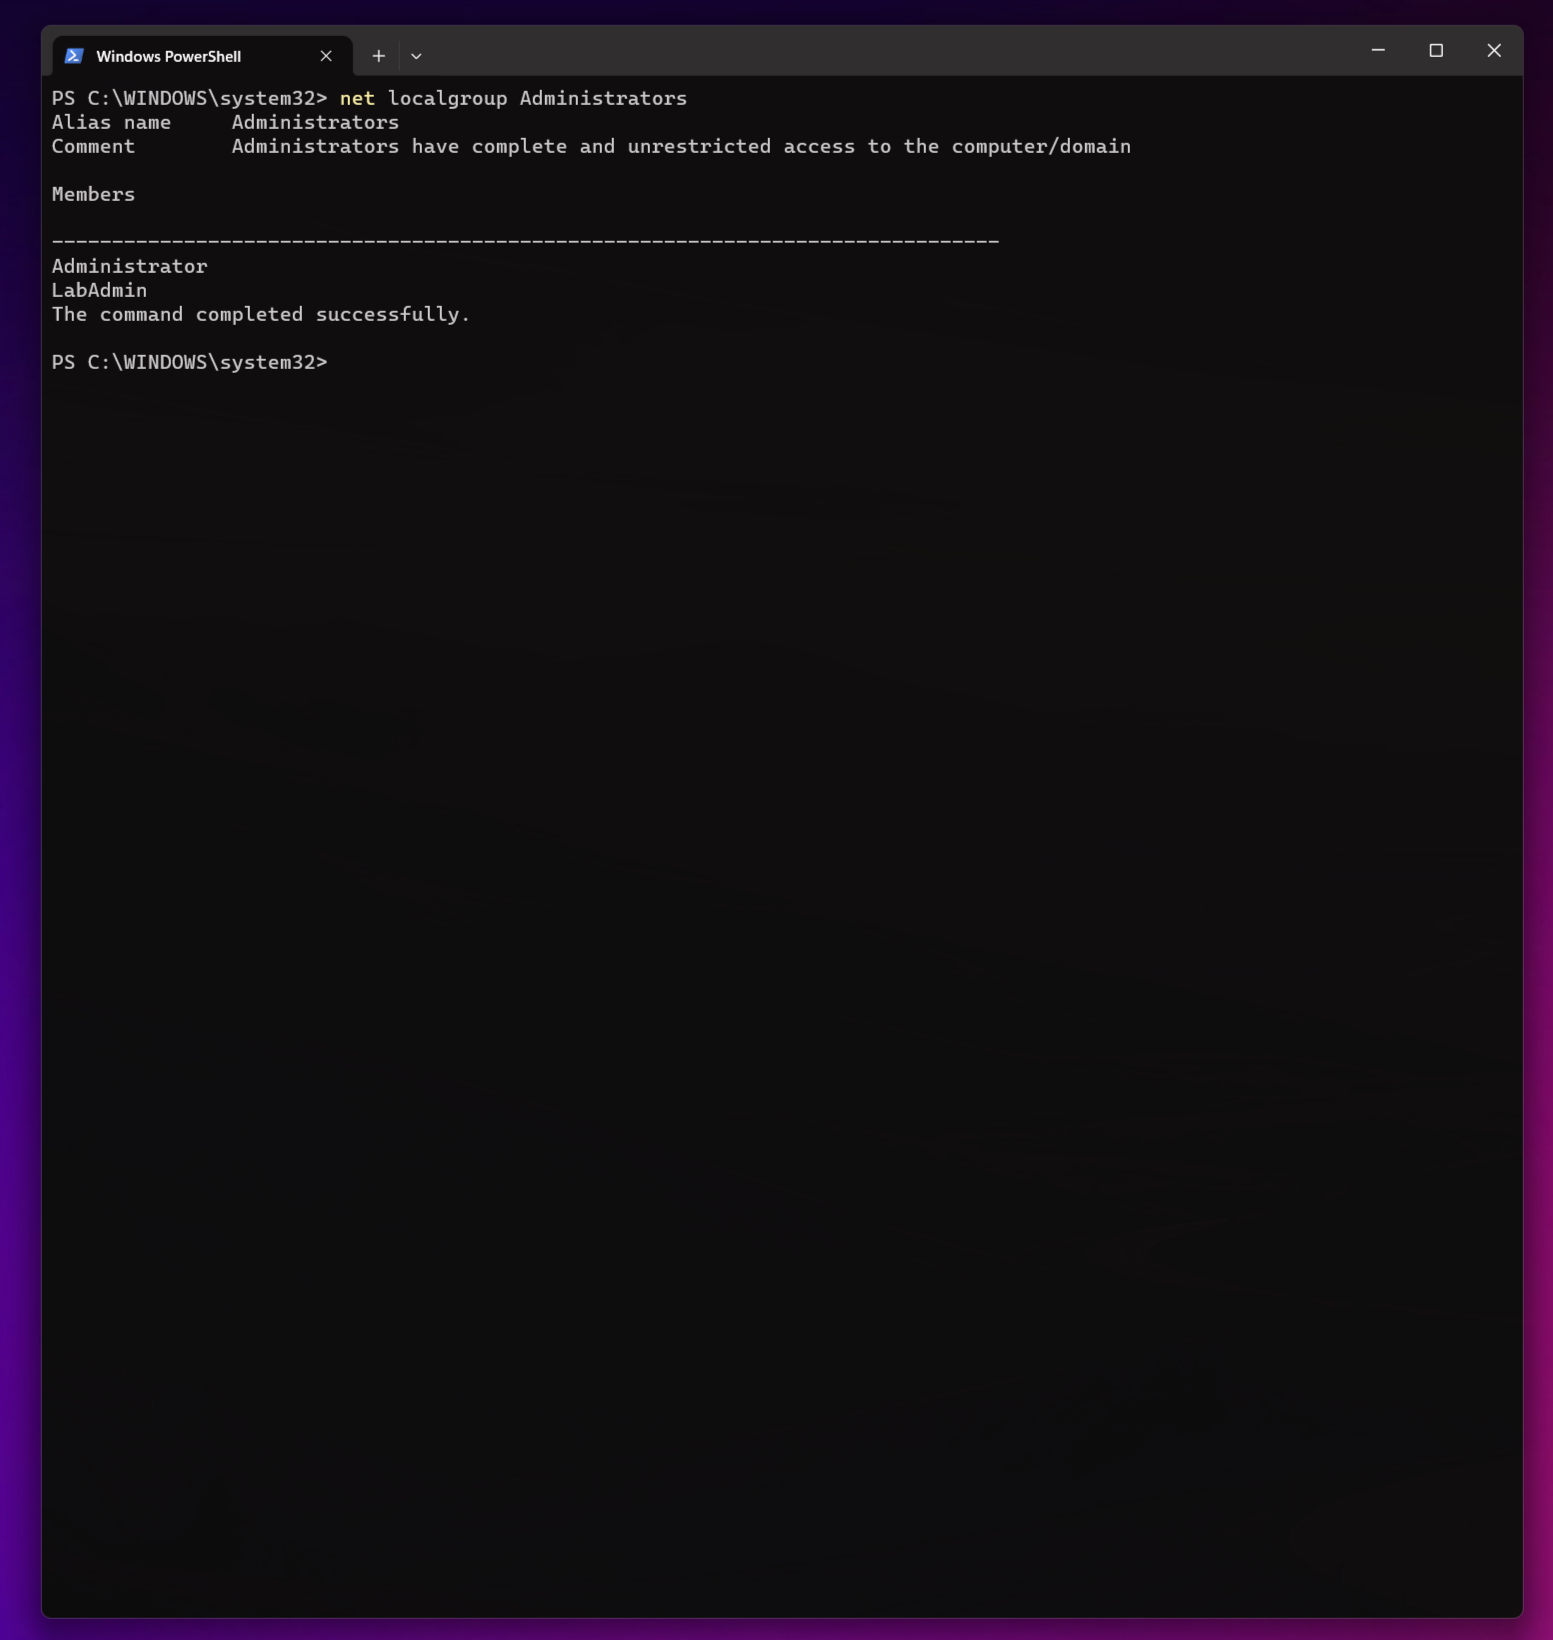 Windows PowerShell
PS C:\WINDOWS\system32> net localgroup Administrators
Alias name     Administrators
Comment        Administrators have complete and unrestricted access to the computer/domain
Members
-------------------------------------------------------------------------------
Administrator
LabAdmin
The command completed successfully.
PS C:\WINDOWS\system32>